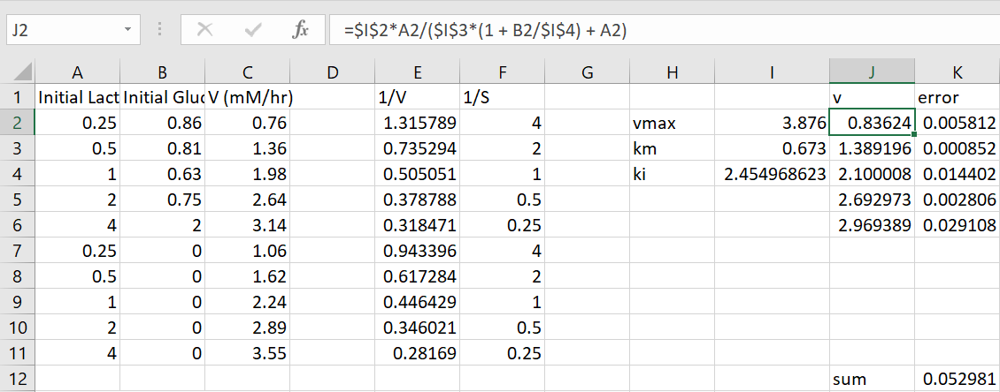 J2 fx =$I$2*A2/($I$3*(1 + B2/$I$4) + A2)
A B C D E F G H I J K
1 Initial Lact Initial Gluc V (mM/hr) 1/V 1/S v error
2 0.25 0.86 0.76 1.315789 4 vmax 3.876 0.83624 0.005812
3 0.5 0.81 1.36 0.735294 2 km 0.673 1.389196 0.000852
4 1 0.63 1.98 0.505051 1 ki 2.454968623 2.100008 0.014402
5 2 0.75 2.64 0.378788 0.5 2.692973 0.002806
6 4 2 3.14 0.318471 0.25 2.969389 0.029108
7 0.25 0 1.06 0.943396 4
8 0.5 0 1.62 0.617284 2
9 1 0 2.24 0.446429 1
10 2 0 2.89 0.346021 0.5
11 4 0 3.55 0.28169 0.25
12 sum 0.052981